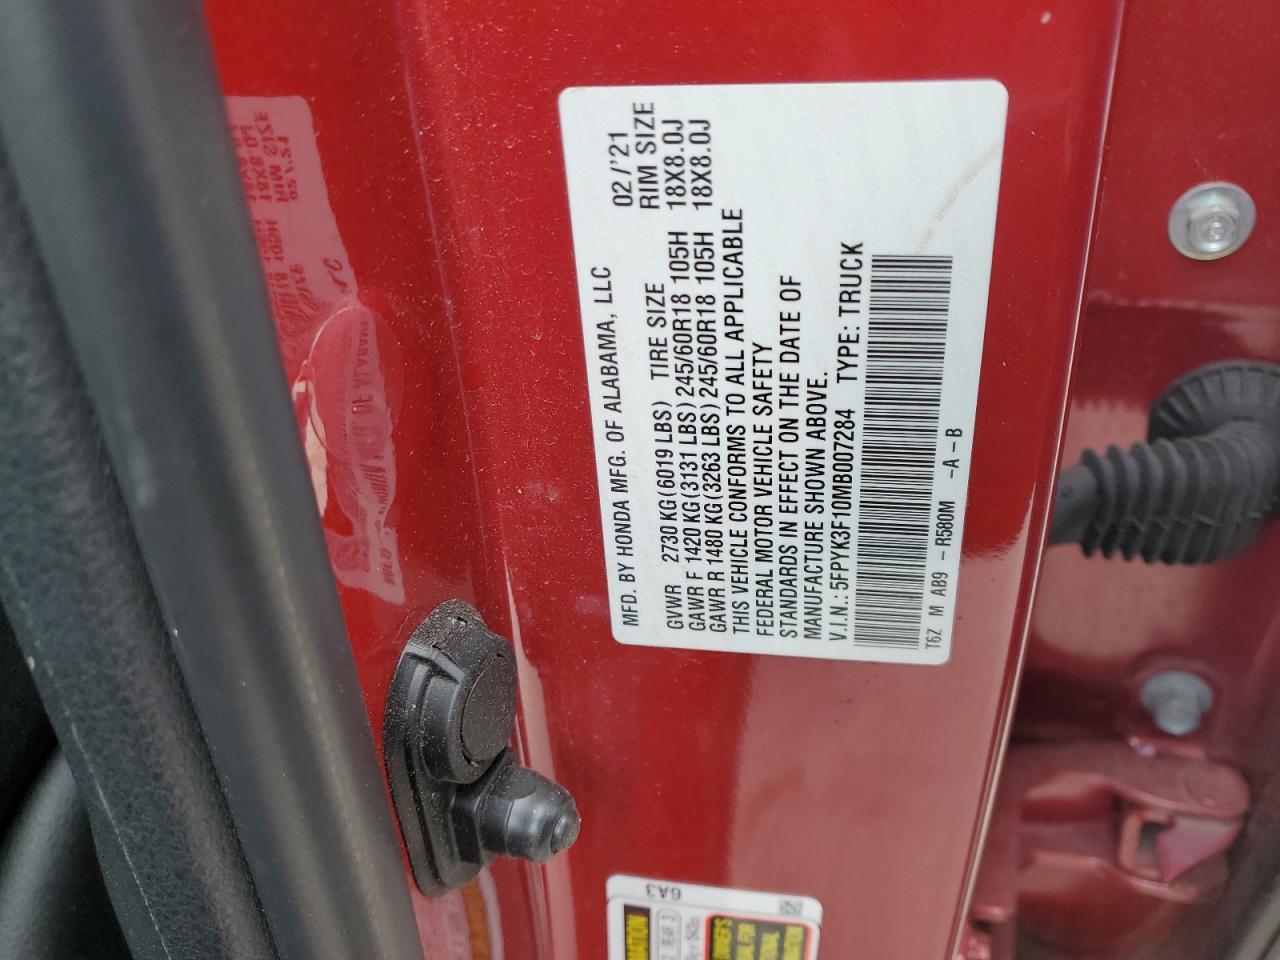 MFD. BY HONDA MFG. OF ALABAMA, LLC 02/'21
GVWR 2730 KG(6019 LBS) TIRE SIZE RIM SIZE
GAWR F 1420 KG(3131 LBS) 245/60R18 105H 18X8.0J
GAWR R 1480 KG(3263 LBS) 245/60R18 105H 18X8.0J
THIS VEHICLE CONFORMS TO ALL APPLICABLE
FEDERAL MOTOR VEHICLE SAFETY
STANDARDS IN EFFECT ON THE DATE OF
MANUFACTURE SHOWN ABOVE.
V.I.N.: 5FPYK3F10MB007284 TYPE: TRUCK
T6Z M AB9 - R580M -A-B
6A3